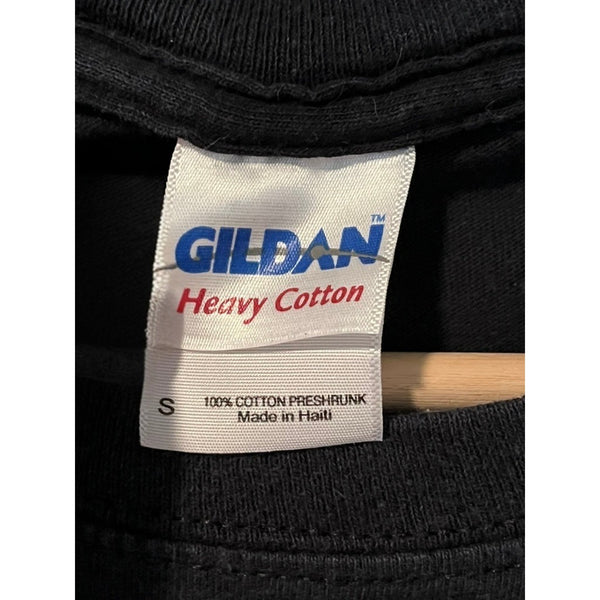 GILDAN™
Heavy Cotton
S 100% COTTON PRESHRUNK
Made in Haiti